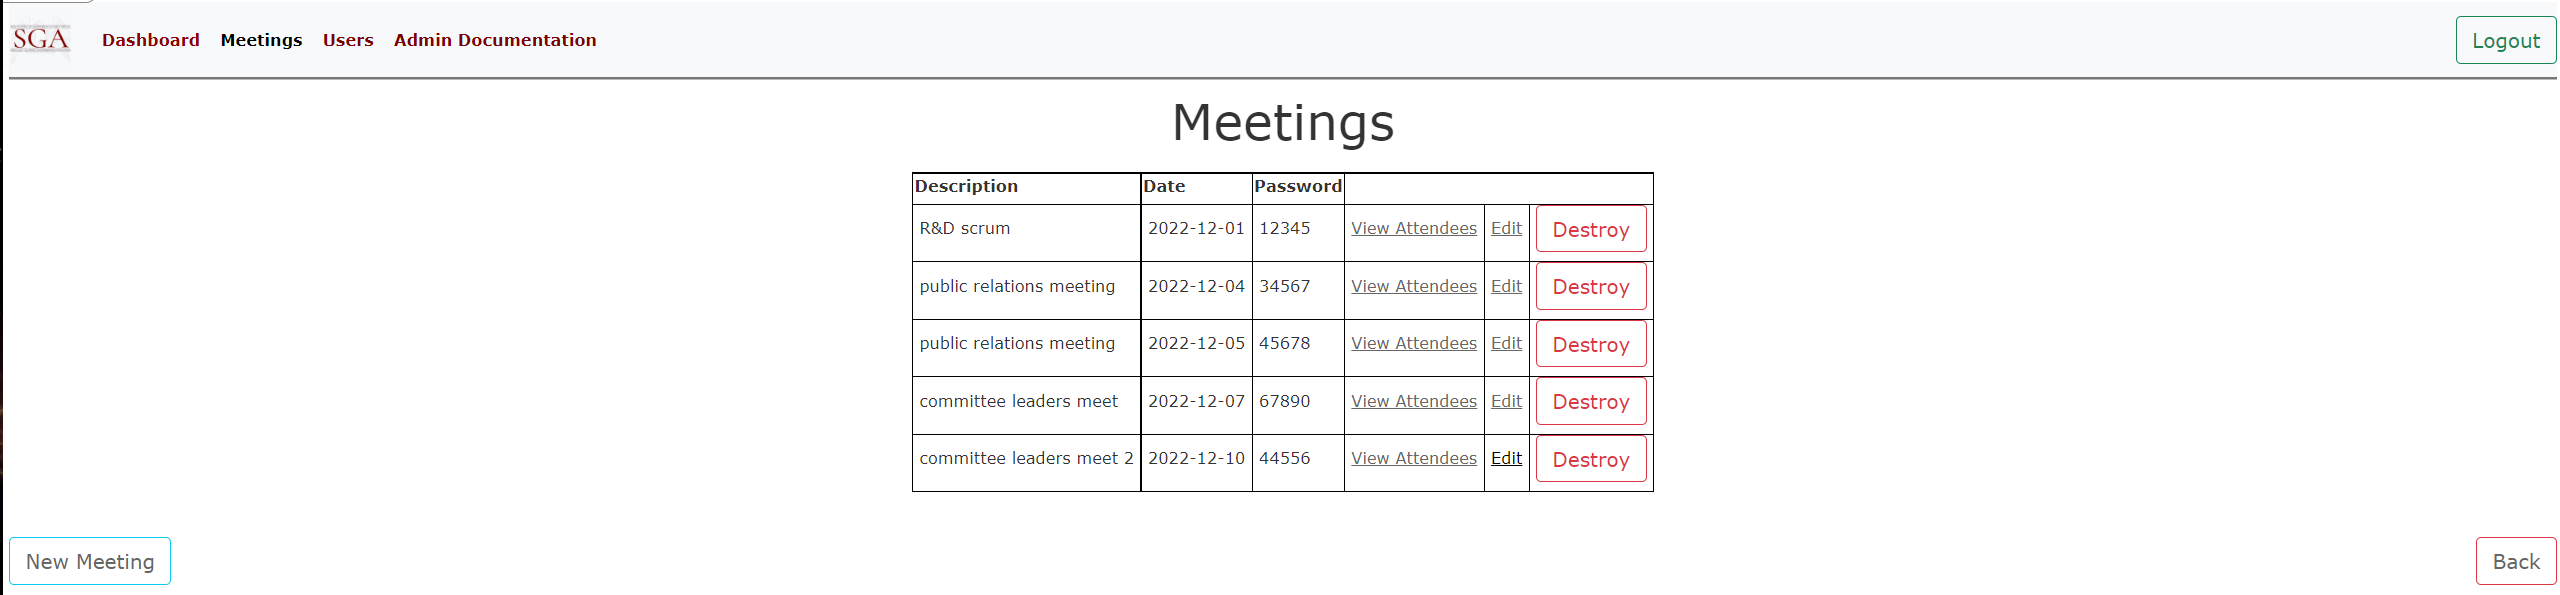 SGA Dashboard Meetings Users Admin Documentation Logout
Meetings
Description Date Password
R&D scrum 2022-12-01 12345 View Attendees Edit Destroy
public relations meeting 2022-12-04 34567 View Attendees Edit Destroy
public relations meeting 2022-12-05 45678 View Attendees Edit Destroy
committee leaders meet 2022-12-07 67890 View Attendees Edit Destroy
committee leaders meet 2 2022-12-10 44556 View Attendees Edit Destroy
New Meeting Back